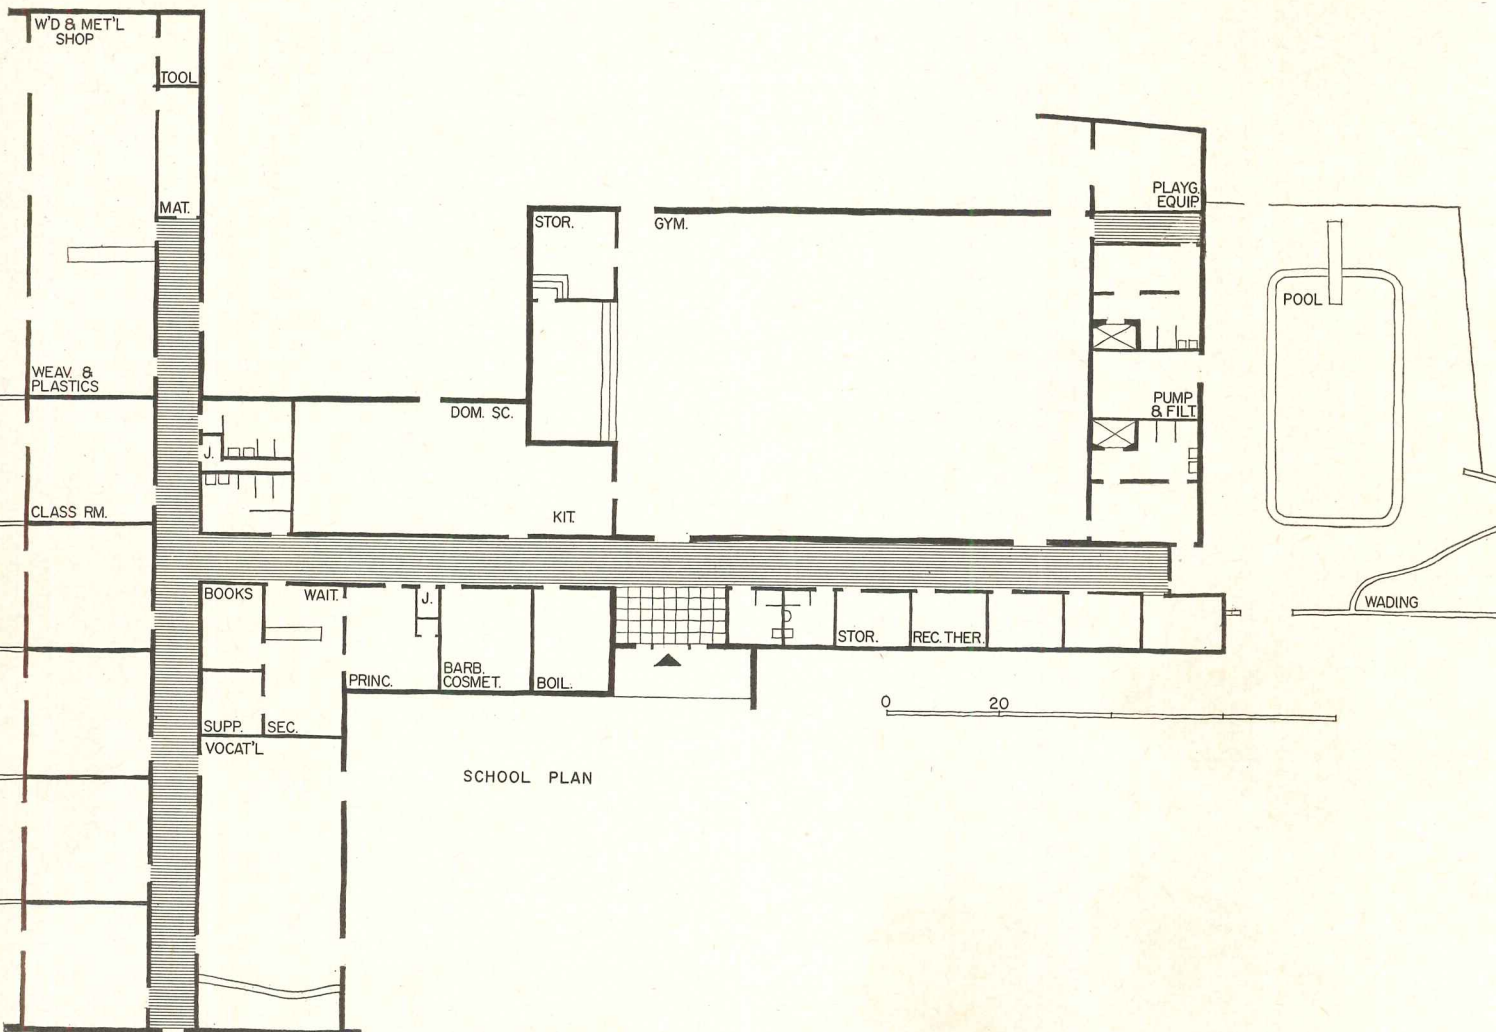 W'D & MET'L
SHOP
TOOL
MAT.
PLAYG.
EQUIP.
STOR.
GYM.
POOL
WEAV. &
PLASTICS
DOM. SC.
PUMP
& FILT.
J.
CLASS RM.
KIT.
BOOKS
WAIT.
J.
WADING
STOR.
REC. THER.
BARB.
COSMET.
PRINC.
BOIL.
SUPP.
SEC.
0
20
VOCAT'L
SCHOOL PLAN